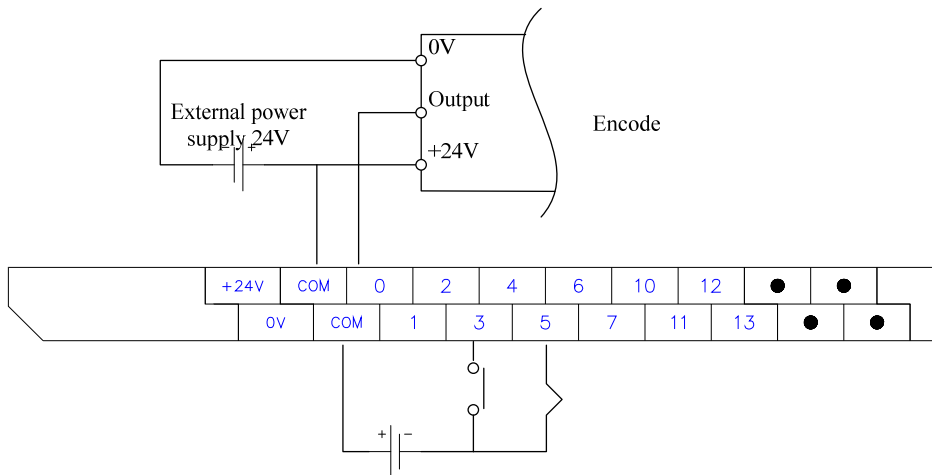 0V
Output
External power
supply 24V
- +
+24V
Encode
+24V COM 0 2 4 6 10 12
0V COM 1 3 5 7 11 13
+ -